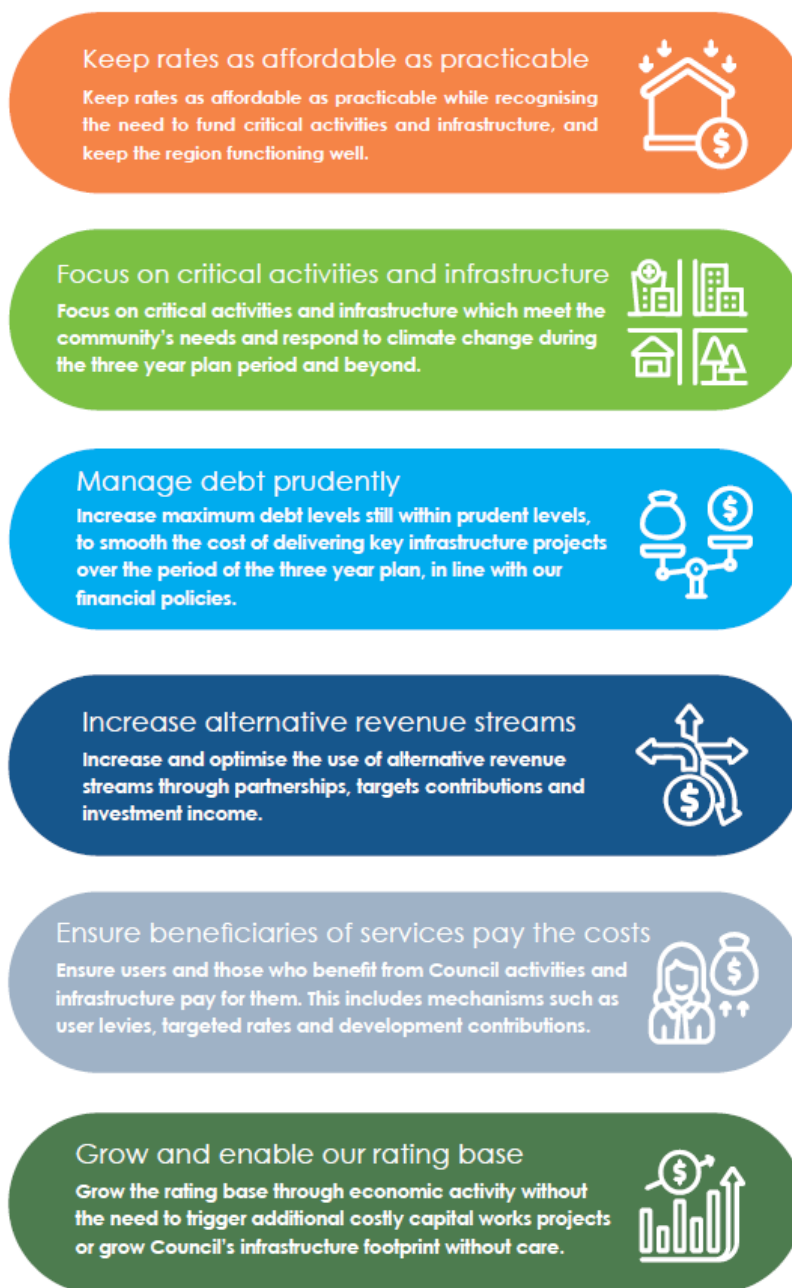 Keep rates as affordable as practicable
Keep rates as affordable as practicable while recognising
the need to fund critical activities and infrastructure, and
keep the region functioning well.
$
Focus on critical activities and infrastructure
Focus on critical activities and infrastructure which meet the
community's needs and respond to climate change during
the three year plan period and beyond.
Manage debt prudently
Increase maximum debt levels still within prudent levels,
to smooth the cost of delivering key infrastructure projects
over the period of the three year plan, in line with our
financial policies.
$
Increase alternative revenue streams
Increase and optimise the use of alternative revenue
streams through partnerships, targets contributions and
investment income.
$
Ensure beneficiaries of services pay the costs
Ensure users and those who benefit from Council activities and
infrastructure pay for them. This includes mechanisms such as
user levies, targeted rates and development contributions.
$
Grow and enable our rating base
Grow the rating base through economic activity without
the need to trigger additional costly capital works projects
or grow Council's infrastructure footprint without care.
$